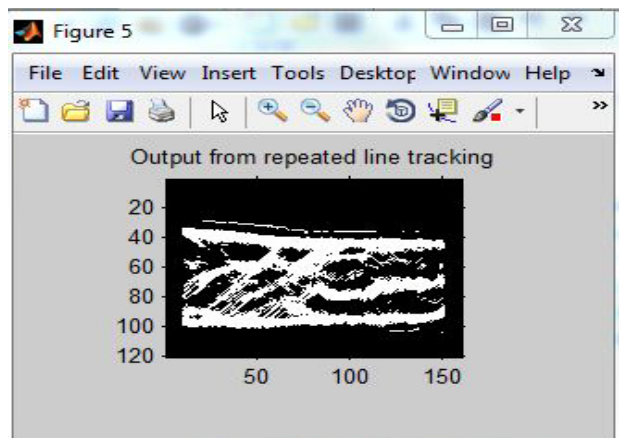 Figure 5
File Edit View Insert Tools Desktop Window Help
Output from repeated line tracking
20
40
60
80
100
120
50 100 150